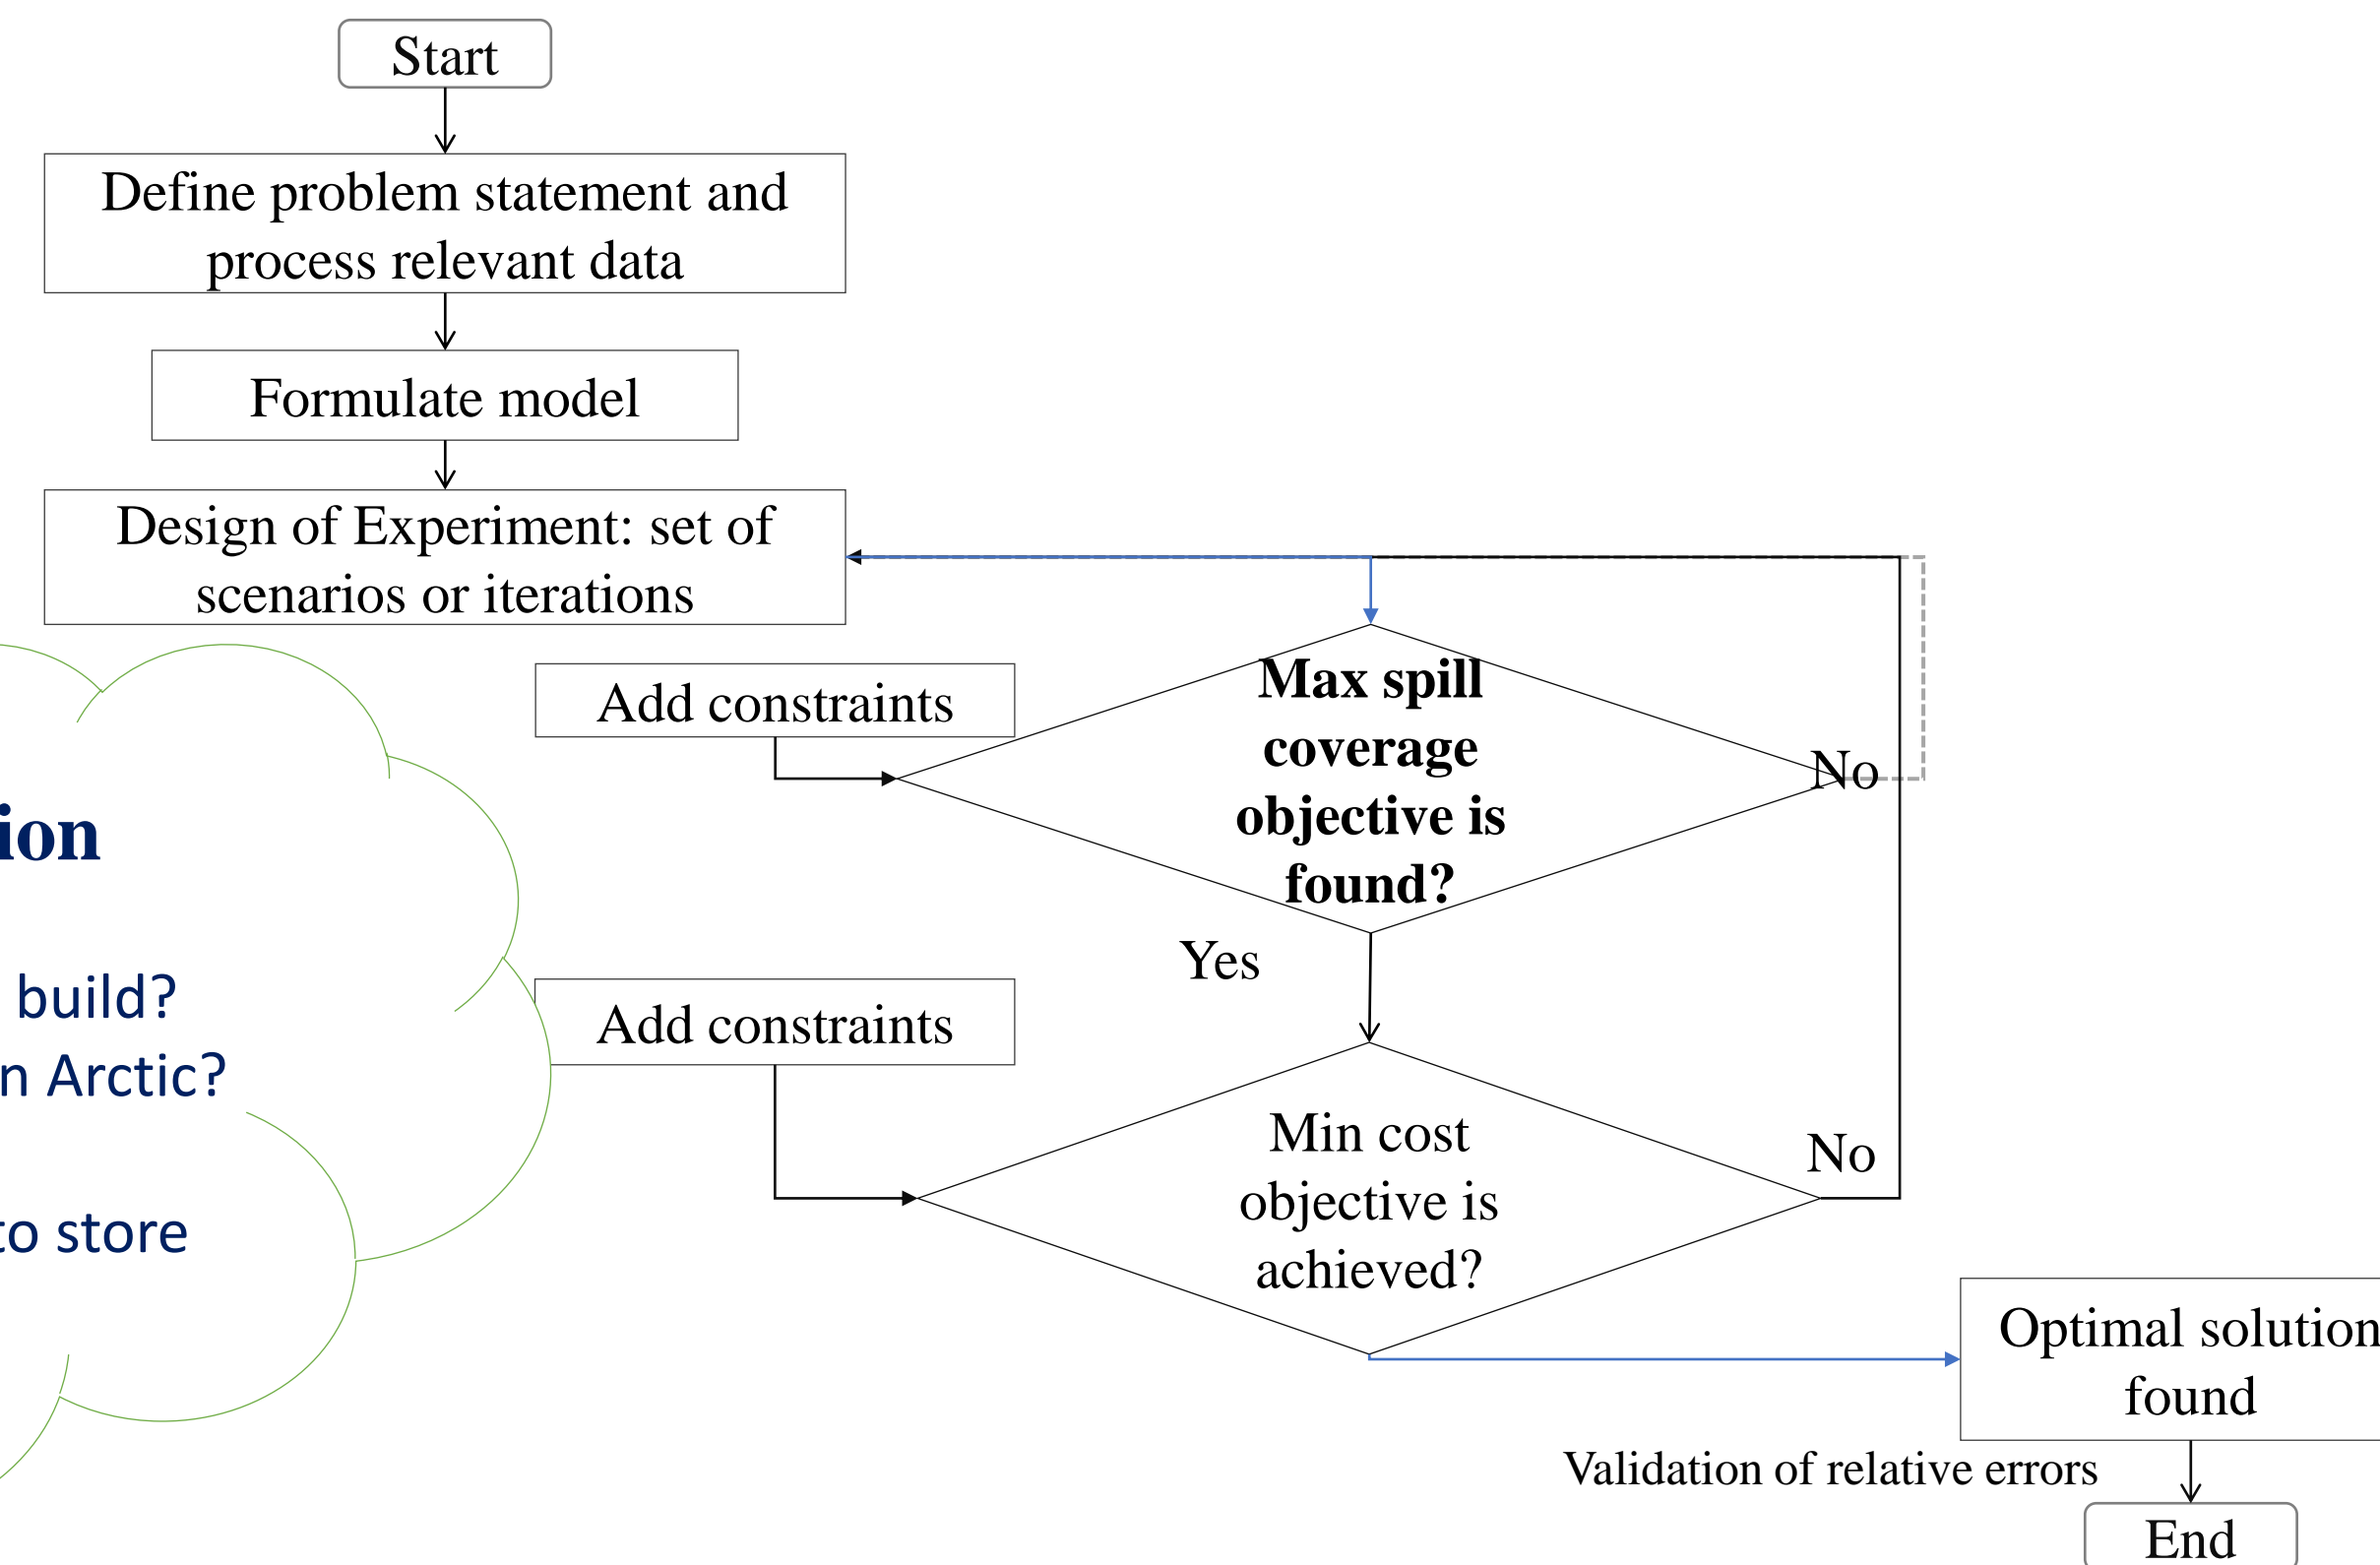 Start
Define problem statement and
process relevant data
Formulate model
Design of Experiment: set of
scenarios or iterations
Add constraints
Max spill
coverage
objective is
found?
No
Yes
Add constraints
Min cost
objective is
achieved?
No
Optimal solution
found
Validation of relative errors
End
build?
Arctic?
to store